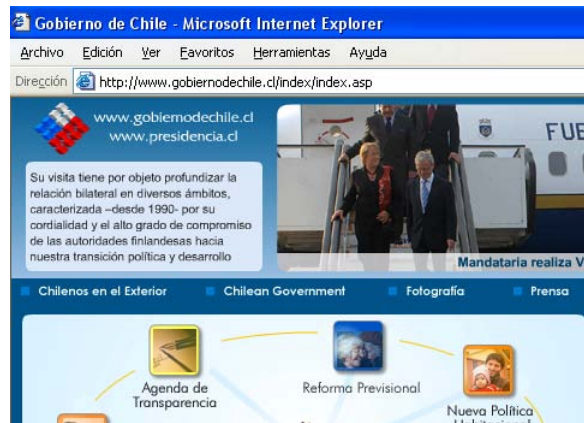 Gobierno de Chile - Microsoft Internet Explorer
Archivo Edición Ver Favoritos Herramientas Ayuda
Dirección http://www.gobiernodechile.cl/index/index.asp
www.gobiernodechile.cl
www.presidencia.cl
Su visita tiene por objeto profundizar la
relación bilateral en diversos ámbitos,
caracterizada –desde 1990- por su
cordialidad y el alto grado de compromiso
de las autoridades finlandesas hacia
nuestra transición política y desarrollo
FUE
Mandataria realiza V
Chilenos en el Exterior Chilean Government Fotografía Prensa
Agenda de
Transparencia
Reforma Previsional
Nueva Política